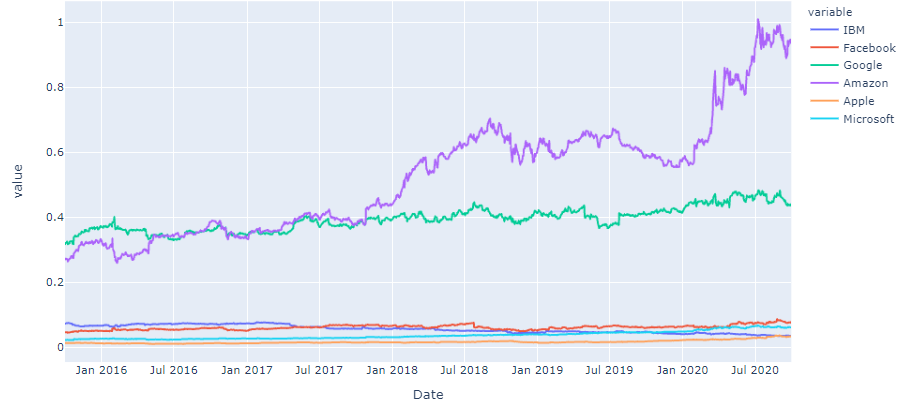 variable
IBM
Facebook
Google
Amazon
Apple
Microsoft
value
1
0.8
0.6
0.4
0.2
0
Jan 2016 Jul 2016 Jan 2017 Jul 2017 Jan 2018 Jul 2018 Jan 2019 Jul 2019 Jan 2020 Jul 2020
Date